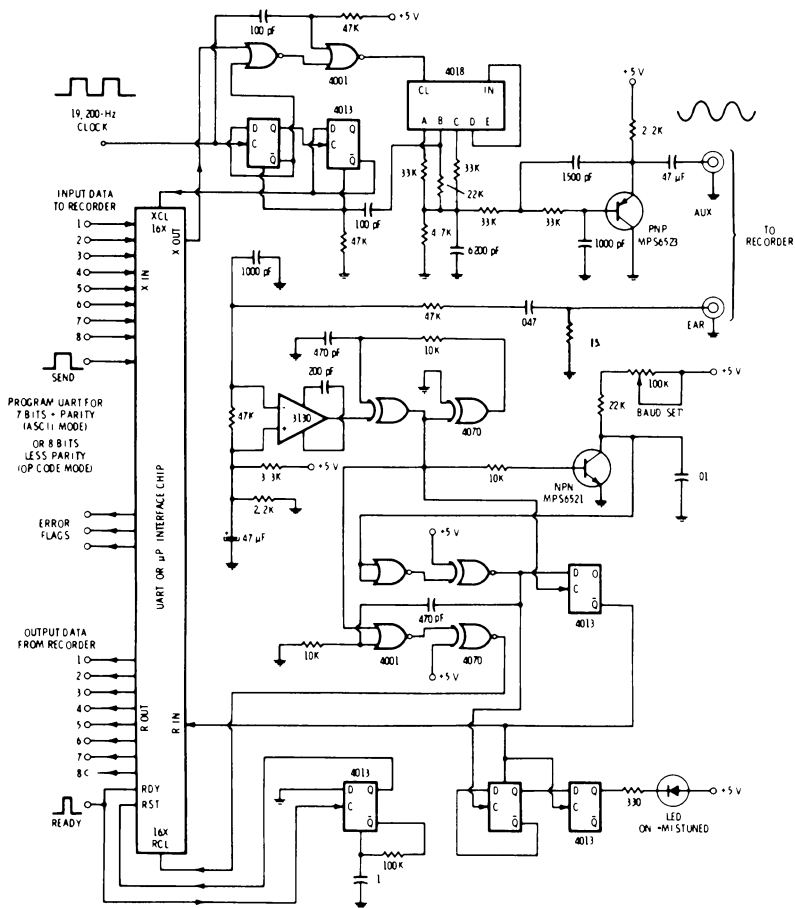 100 pf
47K
+5 V
4001
4018
CL IN
A B C D E
+5 V
2 2K
19,200-Hz
CLOCK
4013
D Q
C
Q̅
D Q
C
Q̅
33K
33K
22K
1500 pf
47 µF
AUX
PNP
MPS6523
TO
RECORDER
INPUT DATA
TO RECORDER
1
2
3
4
5
6
7
8
XCL
16X
X OUT
X IN
100 pf
47K
4 7K
6200 pf
33K
33K
1000 pf
1000 pf
47K
047
EAR
15
SEND
PROGRAM UART FOR
7 BITS + PARITY
(ASCII MODE)
OR 8 BITS
LESS PARITY
(OP CODE MODE)
470 pf
10K
200 pf
47K
-
3130
+
4070
3 3K
+5 V
2.2K
+
47 µF
10K
22K
100K
+5 V
BAUD SET
NPN
MPS6521
01
ERROR
FLAGS
UART OR µP INTERFACE CHIP
+5 V
D Q
C
Q̅
4013
470 pf
10K
4001
4070
+5 V
OUTPUT DATA
FROM RECORDER
1
2
3
4
5
6
7
8
R OUT
R IN
RDY
RST
READY
16X
RCL
4013
D Q
C
Q̅
100K
1
D Q
C
Q̅
D Q
C
Q̅
4013
330
+5 V
LED
ON =MISTUNED